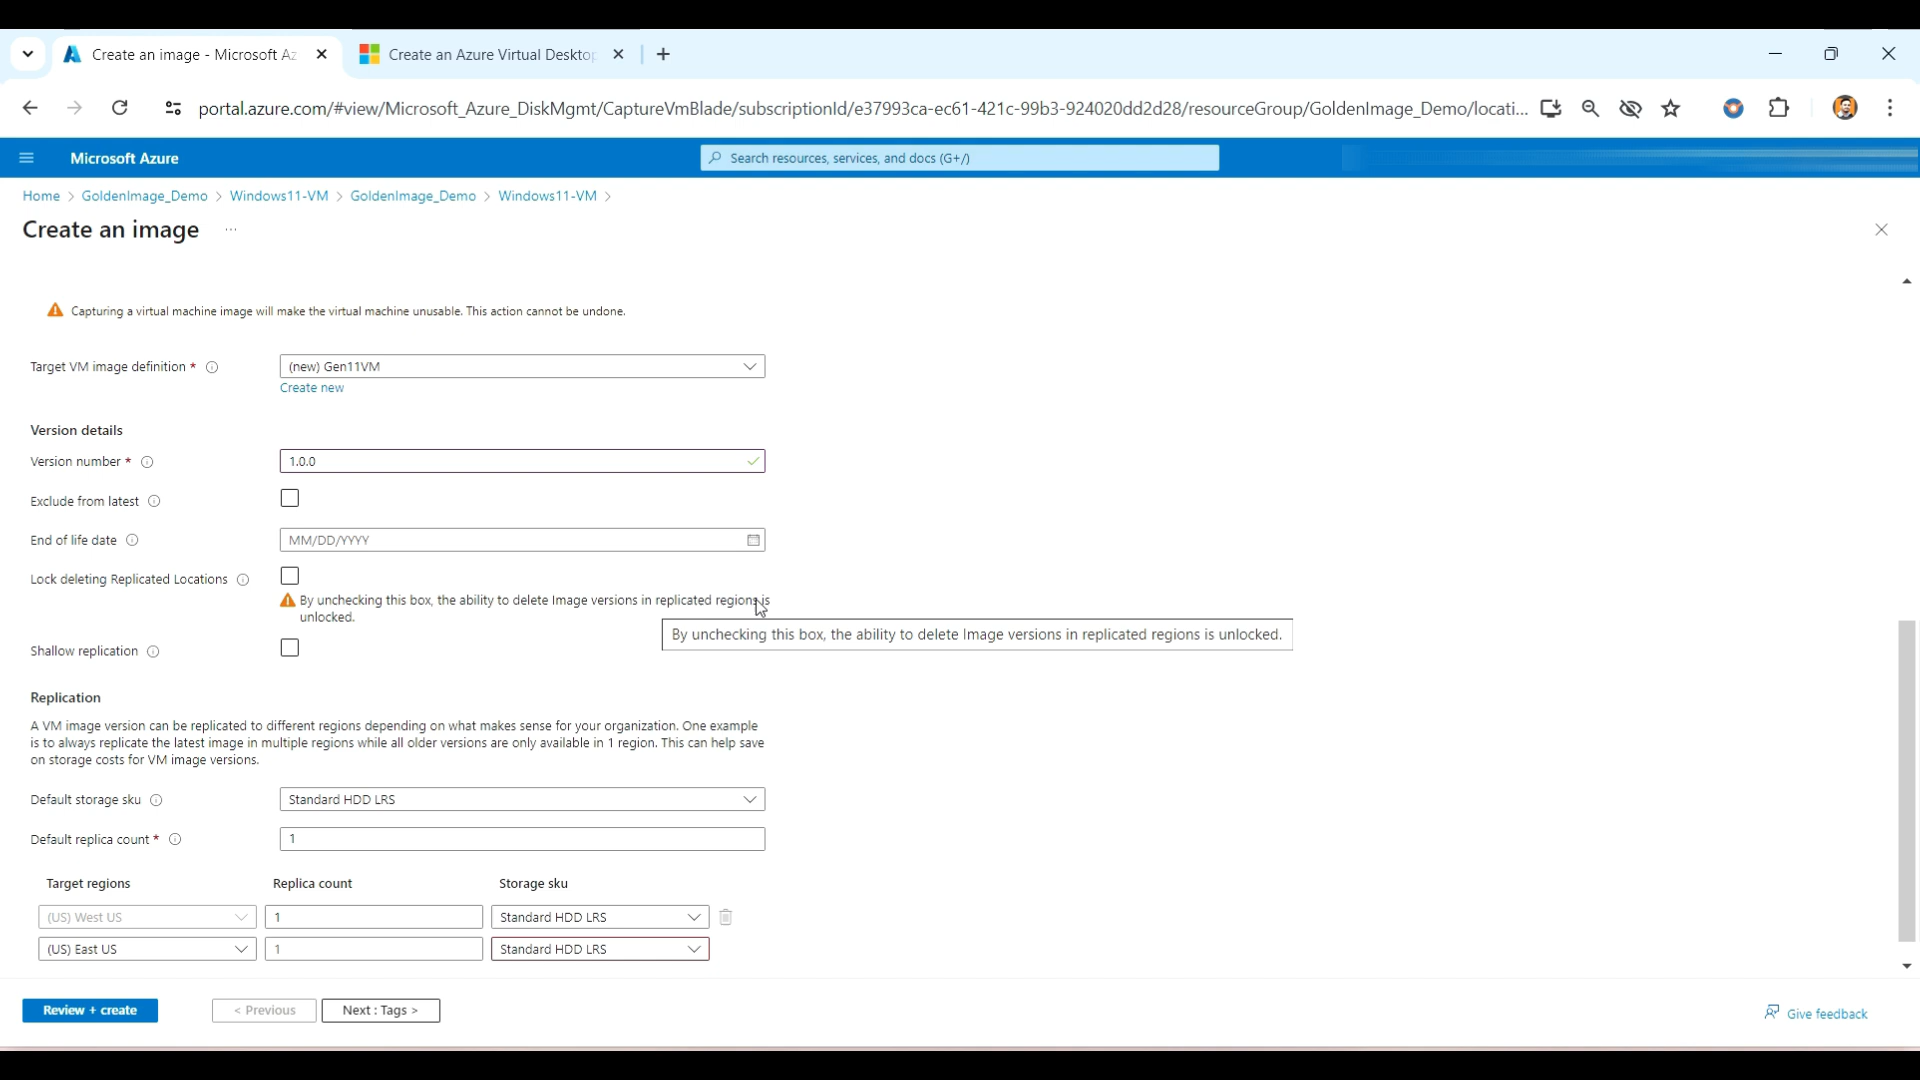 Create an image - Microsoft Az
Create an Azure Virtual Deskto
portal.azure.com/#view/Microsoft_Azure_DiskMgmt/CaptureVmBlade/subscriptionId/e37993ca-ec61-421c-99b3-924020dd2d28/resourceGroup/GoldenImage_Demo/locati...
Microsoft Azure
Search resources, services, and docs (G+/)
Home > GoldenImage_Demo > Windows11-VM > GoldenImage_Demo > Windows11-VM >
Create an image ...
Capturing a virtual machine image will make the virtual machine unusable. This action cannot be undone.
Target VM image definition *
(new) Gen11VM
Create new
Version details
Version number *
1.0.0
Exclude from latest
End of life date
MM/DD/YYYY
Lock deleting Replicated Locations
By unchecking this box, the ability to delete Image versions in replicated regions is
unlocked.
By unchecking this box, the ability to delete Image versions in replicated regions is unlocked.
Shallow replication
Replication
A VM image version can be replicated to different regions depending on what makes sense for your organization. One example
is to always replicate the latest image in multiple regions while all older versions are only available in 1 region. This can help save
on storage costs for VM image versions.
Default storage sku
Standard HDD LRS
Default replica count *
1
Target regions Replica count Storage sku
(US) West US 1 Standard HDD LRS
(US) East US 1 Standard HDD LRS
Review + create < Previous Next : Tags > Give feedback